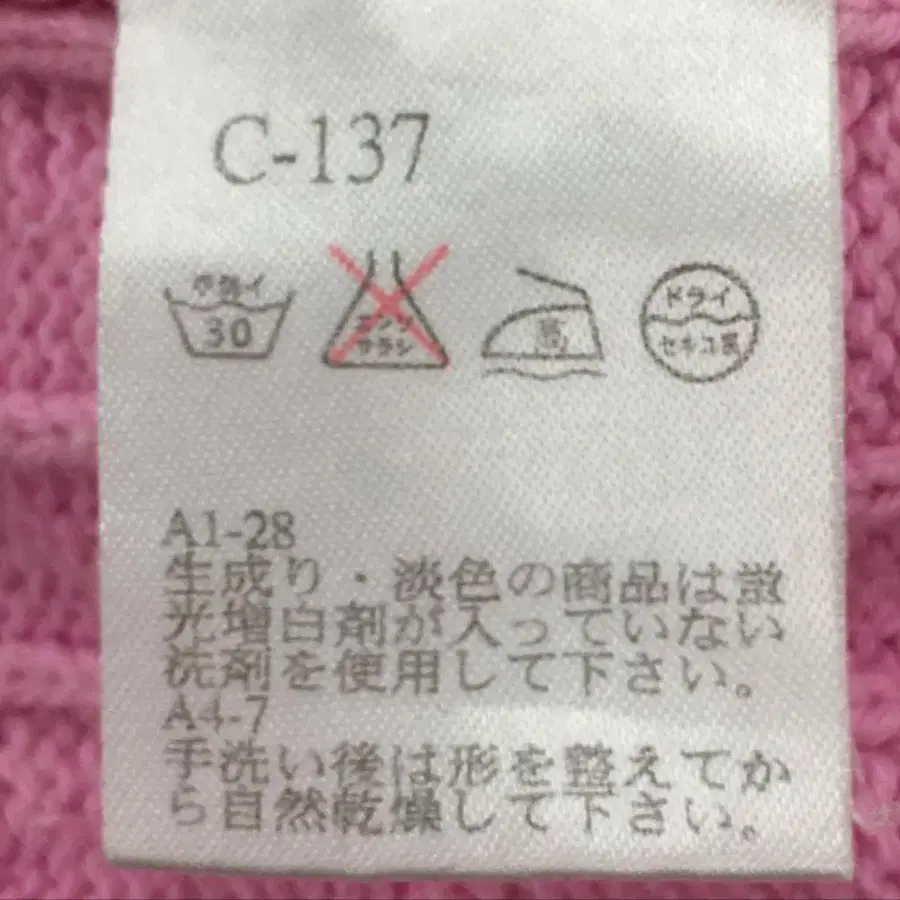 C-137
手洗イ
30
エンソ
サラシ
高
ドライ
セキユ系
A1-28
生成り・淡色の商品は蛍
光増白剤が入っていない
洗剤を使用して下さい。
A4-7
手洗い後は形を整えてか
ら自然乾燥して下さい。